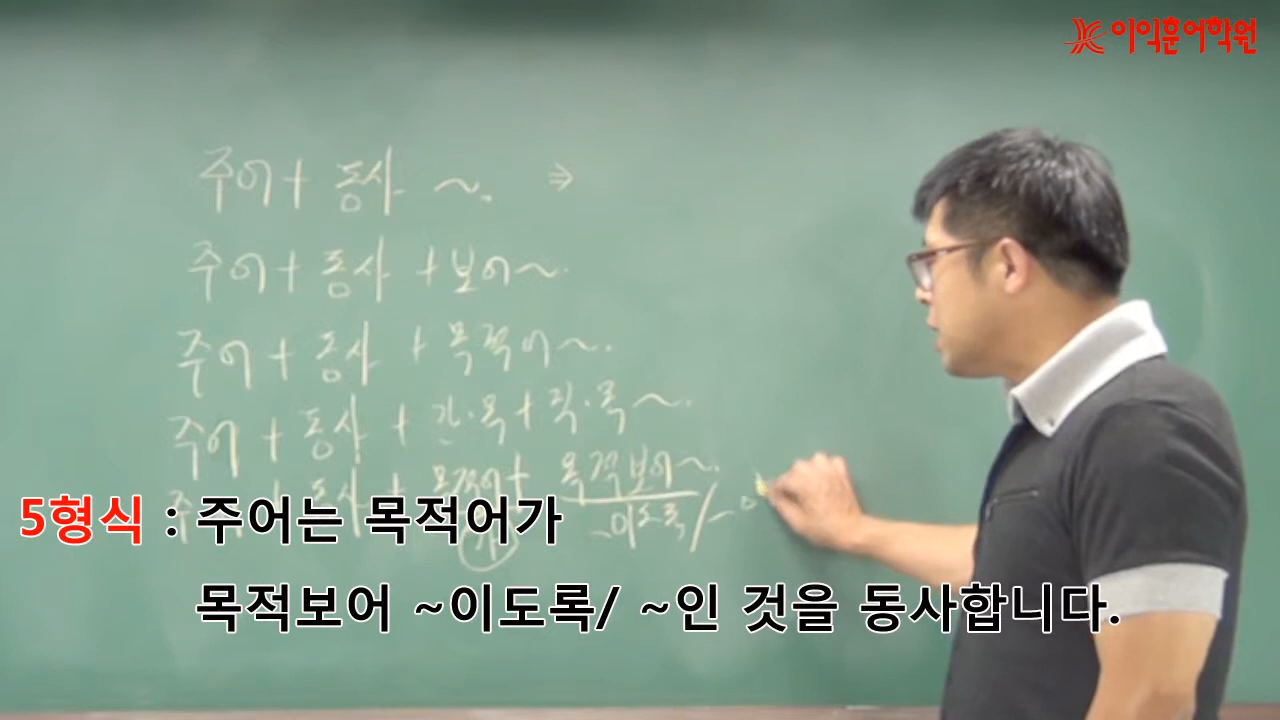 이익훈어학원
주어 + 동사 ~. ⇒
주어 + 동사 + 보어 ~.
주어 + 동사 + 목적어 ~.
주어 + 동사 + 간·목 + 직·목 ~.
주어 + 동사 + 목적어 + 목적보어 ~.
가 ~이도록/~
5형식 : 주어는 목적어가
목적보어 ~이도록/ ~인 것을 동사합니다.